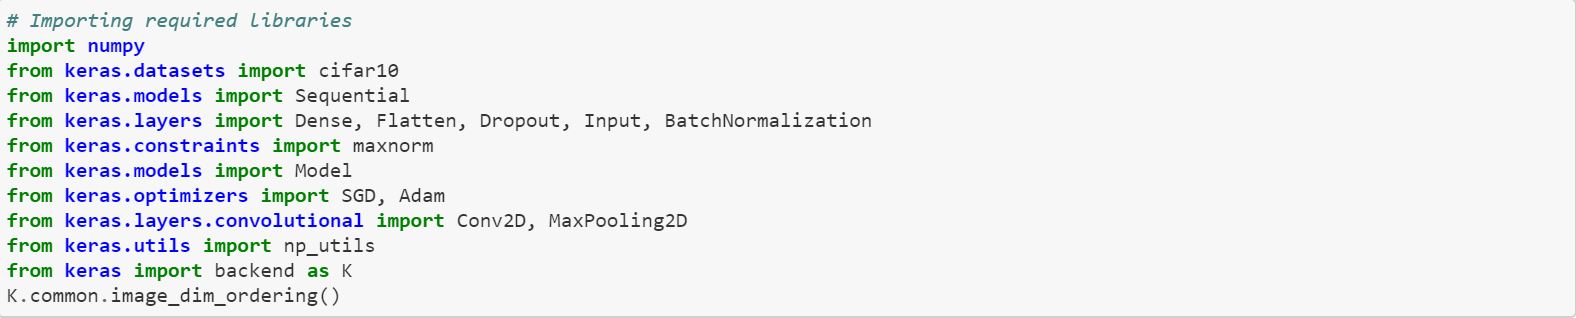 # Importing required libraries
import numpy
from keras.datasets import cifar10
from keras.models import Sequential
from keras.layers import Dense, Flatten, Dropout, Input, BatchNormalization
from keras.constraints import maxnorm
from keras.models import Model
from keras.optimizers import SGD, Adam
from keras.layers.convolutional import Conv2D, MaxPooling2D
from keras.utils import np_utils
from keras import backend as K
K.common.image_dim_ordering()